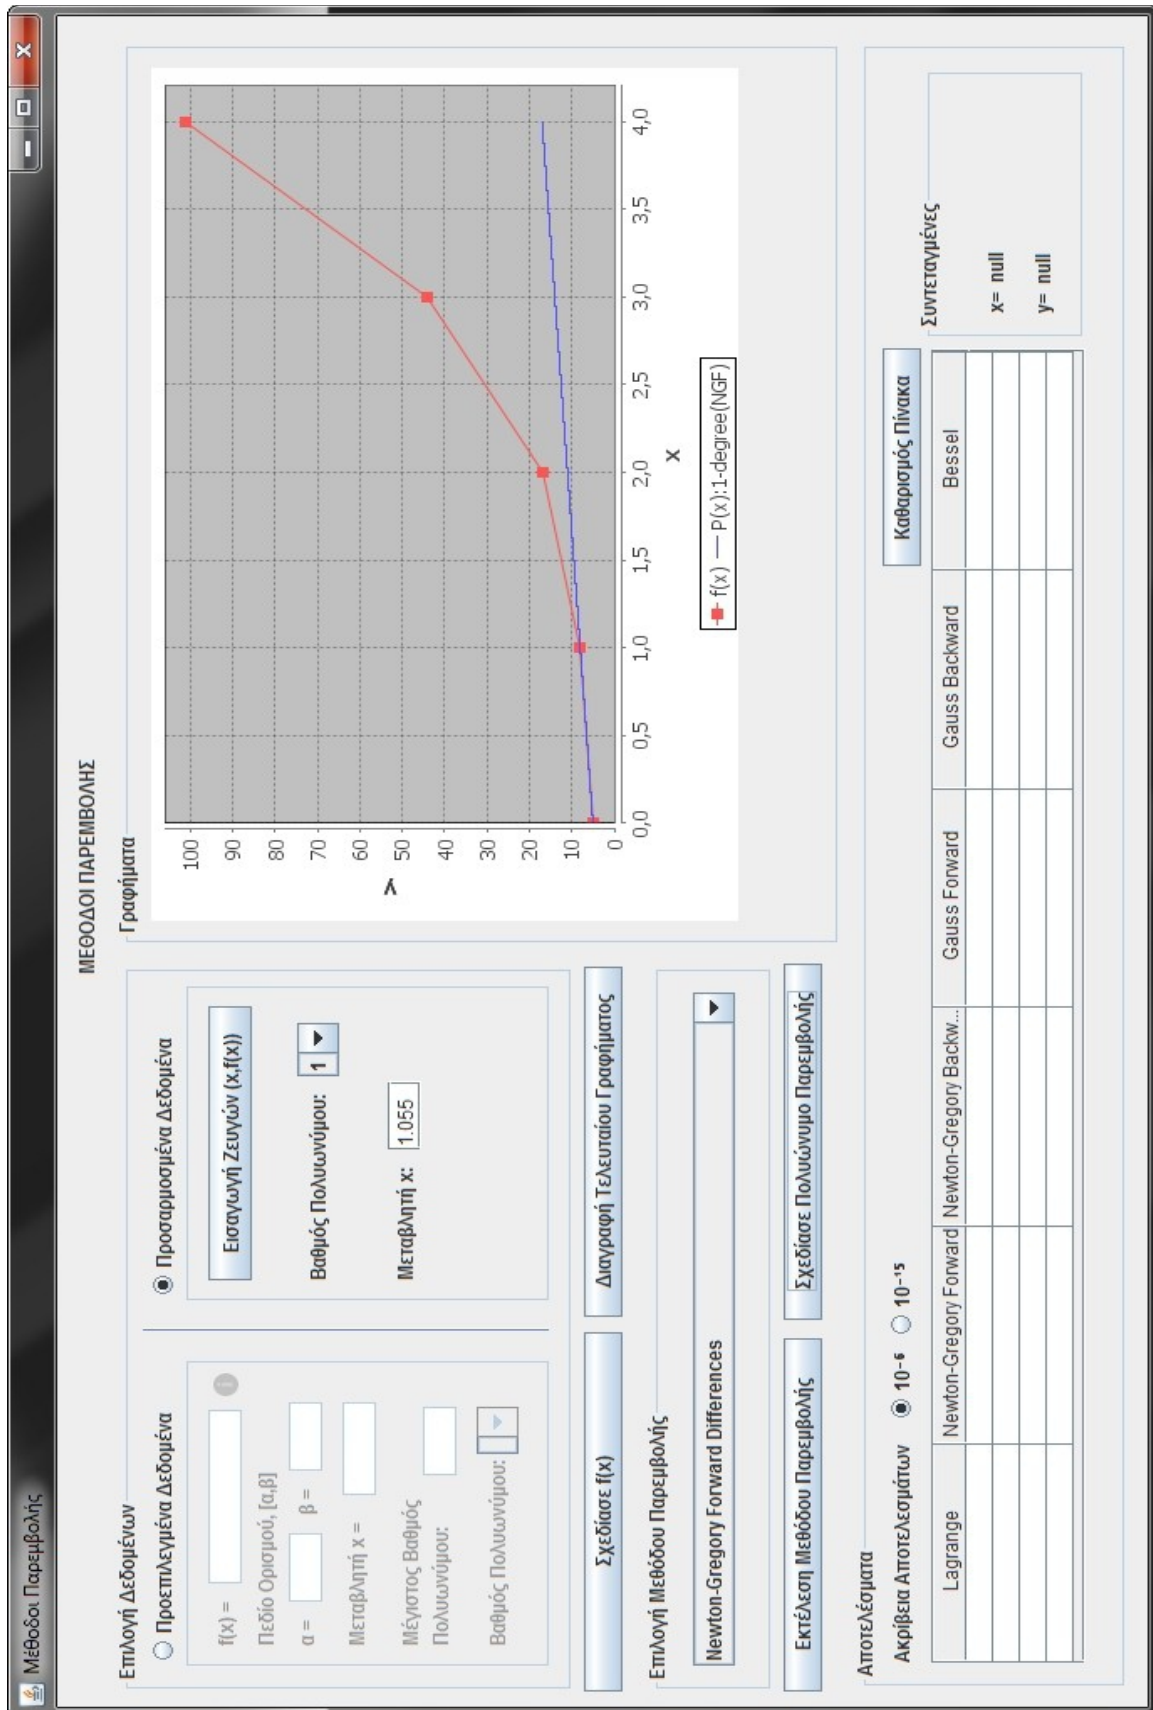 Μέθοδοι Παρεμβολής
ΜΕΘΟΔΟΙ ΠΑΡΕΜΒΟΛΗΣ
Επιλογή Δεδομένων
Προεπιλεγμένα Δεδομένα
f(x) =
i
Πεδίο Ορισμού, [α,β]
α = β =
Μεταβλητή x =
Μέγιστος Βαθμός
Πολυωνύμου:
Βαθμός Πολυωνύμου:
Προσαρμοσμένα Δεδομένα
Εισαγωγή Ζευγών (x,f(x))
Βαθμός Πολυωνύμου: 1
Μεταβλητή x: 1.055
Σχεδίασε f(x)
Διαγραφή Τελευταίου Γραφήματος
Επιλογή Μεθόδου Παρεμβολής
Newton-Gregory Forward Differences
Εκτέλεση Μεθόδου Παρεμβολής
Σχεδίασε Πολυώνυμο Παρεμβολής
Γραφήματα
100
90
80
70
60
50
40
30
20
10
0
Y
0,0 0,5 1,0 1,5 2,0 2,5 3,0 3,5 4,0
X
f(x) P(x):1-degree(NGF)
Αποτελέσματα
Ακρίβεια Αποτελεσμάτων 10⁻⁶ 10⁻¹⁵
Καθαρισμός Πίνακα
Lagrange Newton-Gregory Forward Newton-Gregory Backw... Gauss Forward Gauss Backward Bessel
Συντεταγμένες
x= null
y= null